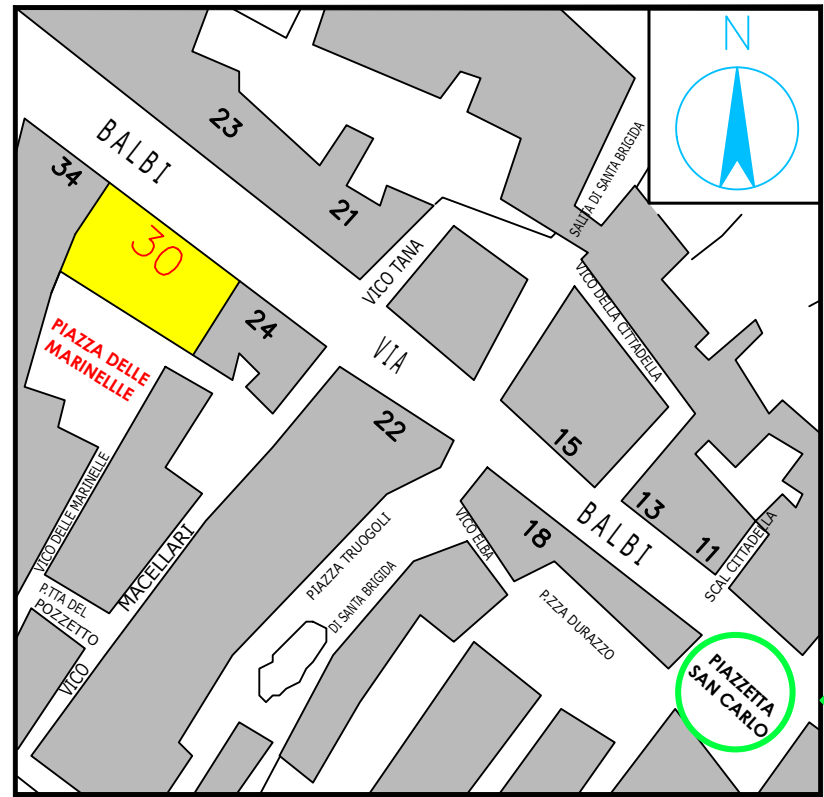 N
SALITA DI SANTA BRIGIDA
23
BALBI
34
21
30
VICO TANA
VICO DELLA CITTADELLA
24
PIAZZA DELLE
MARINELLLE
VIA
22
15
VICO DELLE MARINELLE
13
BALBI
11
18
VICO ELBA
SCAL CITTADELLA
PIAZZA TRUOGOLI
DI SANTA BRIGIDA
MACELLARI
VICO
P.TTA DEL
POZZETTO
P.ZZA DURAZZO
PIAZZETTA
SAN CARLO